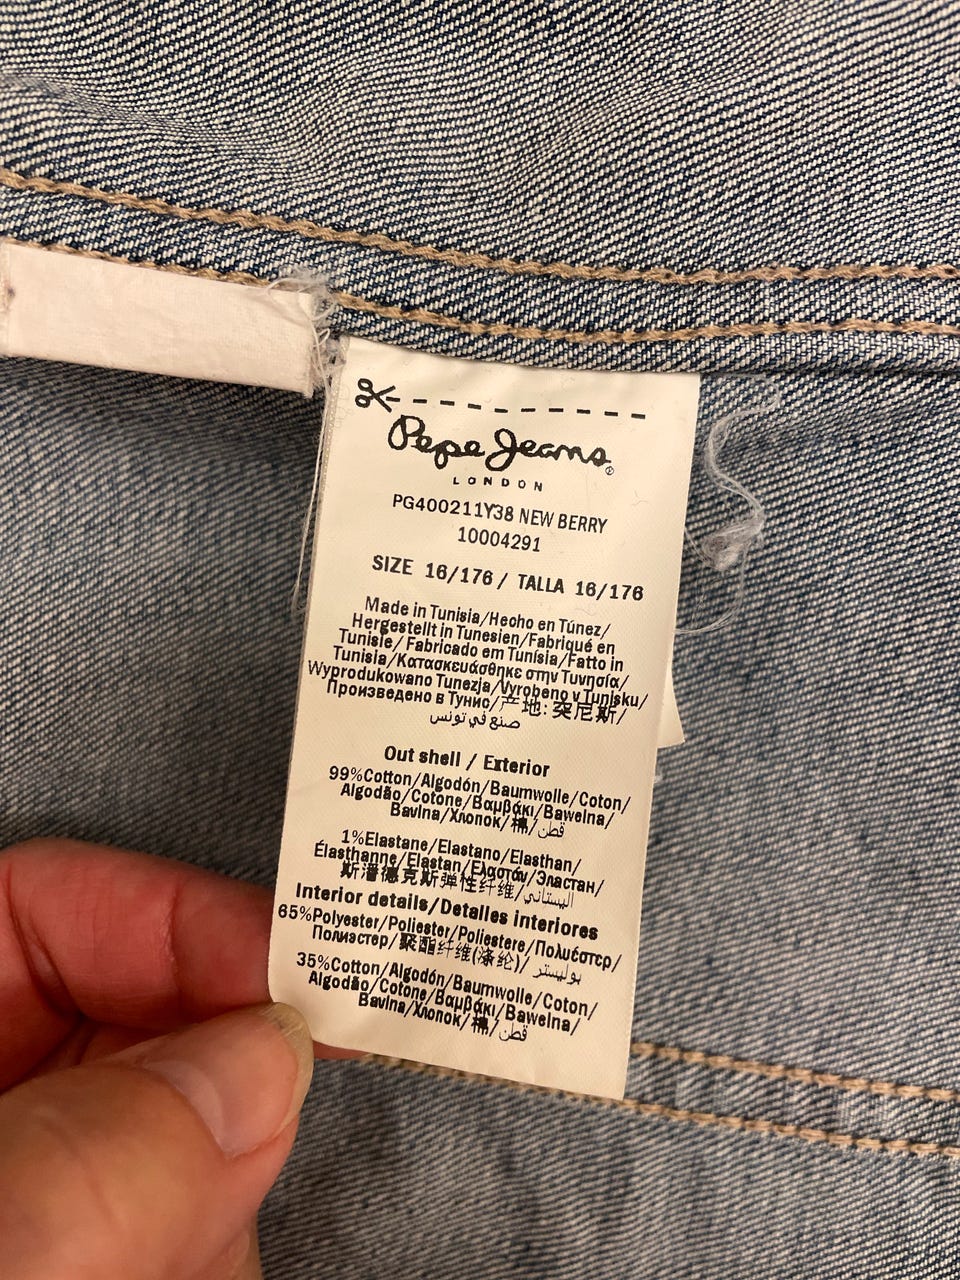 Pepe Jeans®
LONDON
PG400211Y38 NEW BERRY
10004291
SIZE 16/176 / TALLA 16/176
Made in Tunisia/Hecho en Túnez/
Hergestellt in Tunesien/Fabriqué en
Tunisie/Fabricado em Tunísia/Fatto in
Tunisia/Κατασκευάσθηκε στην Τυνησία/
Wyprodukowano Tunezja/Vyrobeno v Tunisku/
Произведено в Тунис/产地: 突尼斯/
صنع في تونس
Out shell / Exterior
99%Cotton/Algodón/Baumwolle/Coton/
Algodão/Cotone/Βαμβάκι/Bawełna/
Bavlna/Хлопок/棉/قطن
1%Elastane/Elastano/Elasthan/
Élasthanne/Elastan/Ελαστάν/Эластан/
斯潘德克斯弹性纤维/اليستاني
Interior details/Detalles interiores
65%Polyester/Poliester/Poliestere/Πολυέστερ/
Полиэстер/聚酯纤维(涤纶)/بوليستر
35%Cotton/Algodón/Baumwolle/Coton/
Algodão/Cotone/Βαμβάκι/Bawełna/
Bavlna/Хлопок/棉/قطن